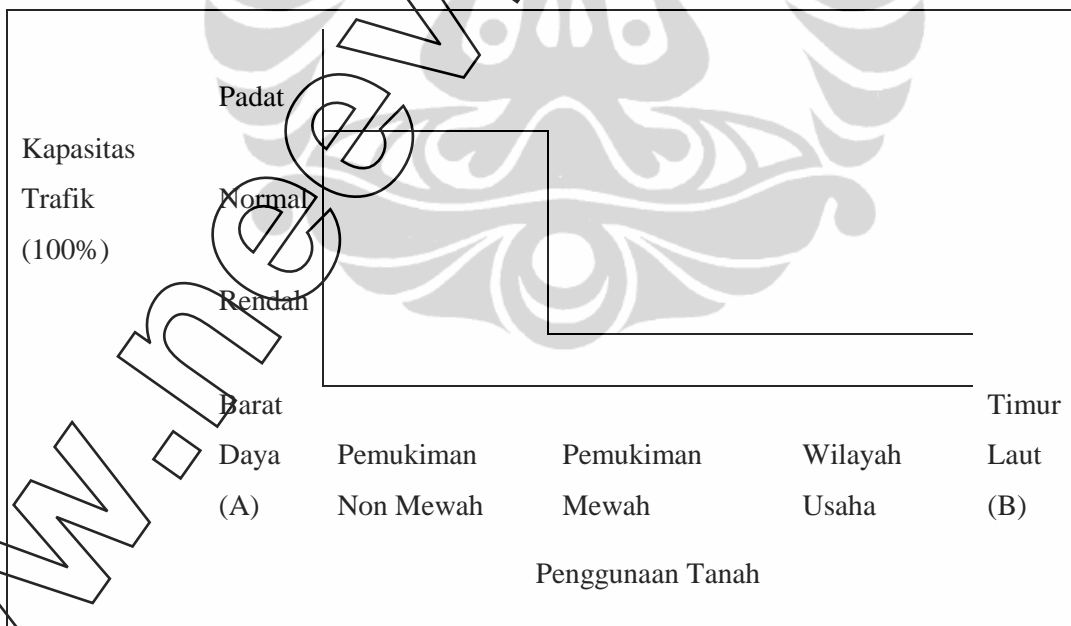 Padat
Kapasitas
Trafik
Normal
(100%)
Rendah
Barat
Timur
Daya
Pemukiman
Pemukiman
Wilayah
Laut
(A)
Non Mewah
Mewah
Usaha
(B)
Penggunaan Tanah
w.neev